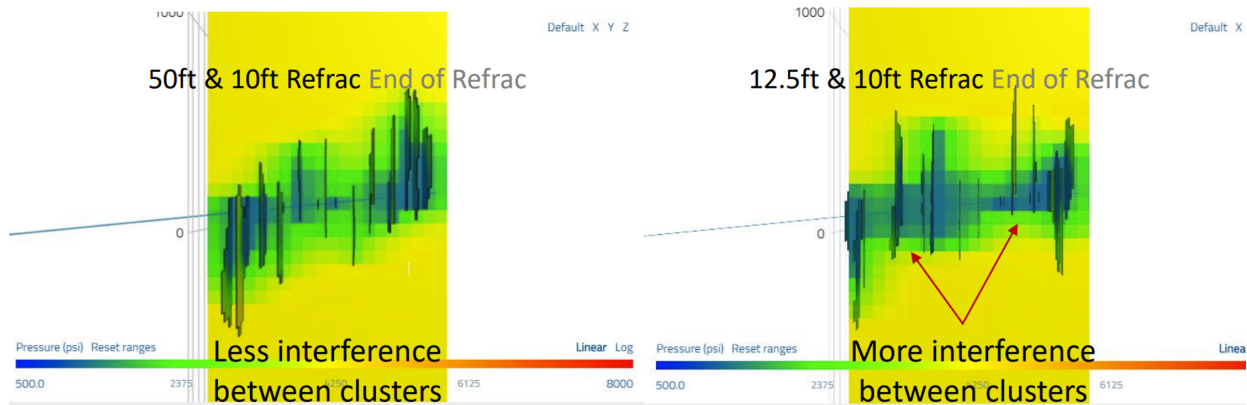 1000
Default X Y Z
50ft & 10ft Refrac End of Refrac
0
Pressure (psi) Reset ranges
Linear Log
Less interference
between clusters
500.0
2375
4250
6125
8000
1000
Default X
12.5ft & 10ft Refrac End of Refrac
0
Pressure (psi) Reset ranges
Linea
More interference
between clusters
500.0
2375
4250
6125